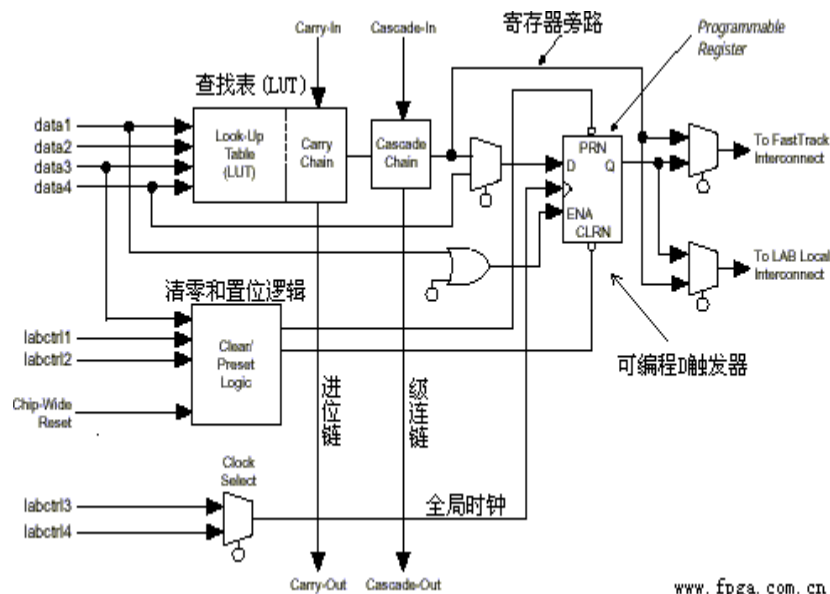 Carry-In
Cascade-In
寄存器旁路
Programmable
Register
查找表(LUT)
data1
data2
data3
data4
Look-Up
Table
(LUT)
Carry
Chain
Cascade
Chain
PRN
D
Q
ENA
CLRN
To FastTrack
Interconnect
To LAB Local
Interconnect
清零和置位逻辑
labctrl1
labctrl2
Clear/
Preset
Logic
Chip-Wide
Reset
进位链
级连链
可编程D触发器
Clock
Select
labctrl3
labctrl4
全局时钟
Carry-Out
Cascade-Out
www.fpga.com.cn